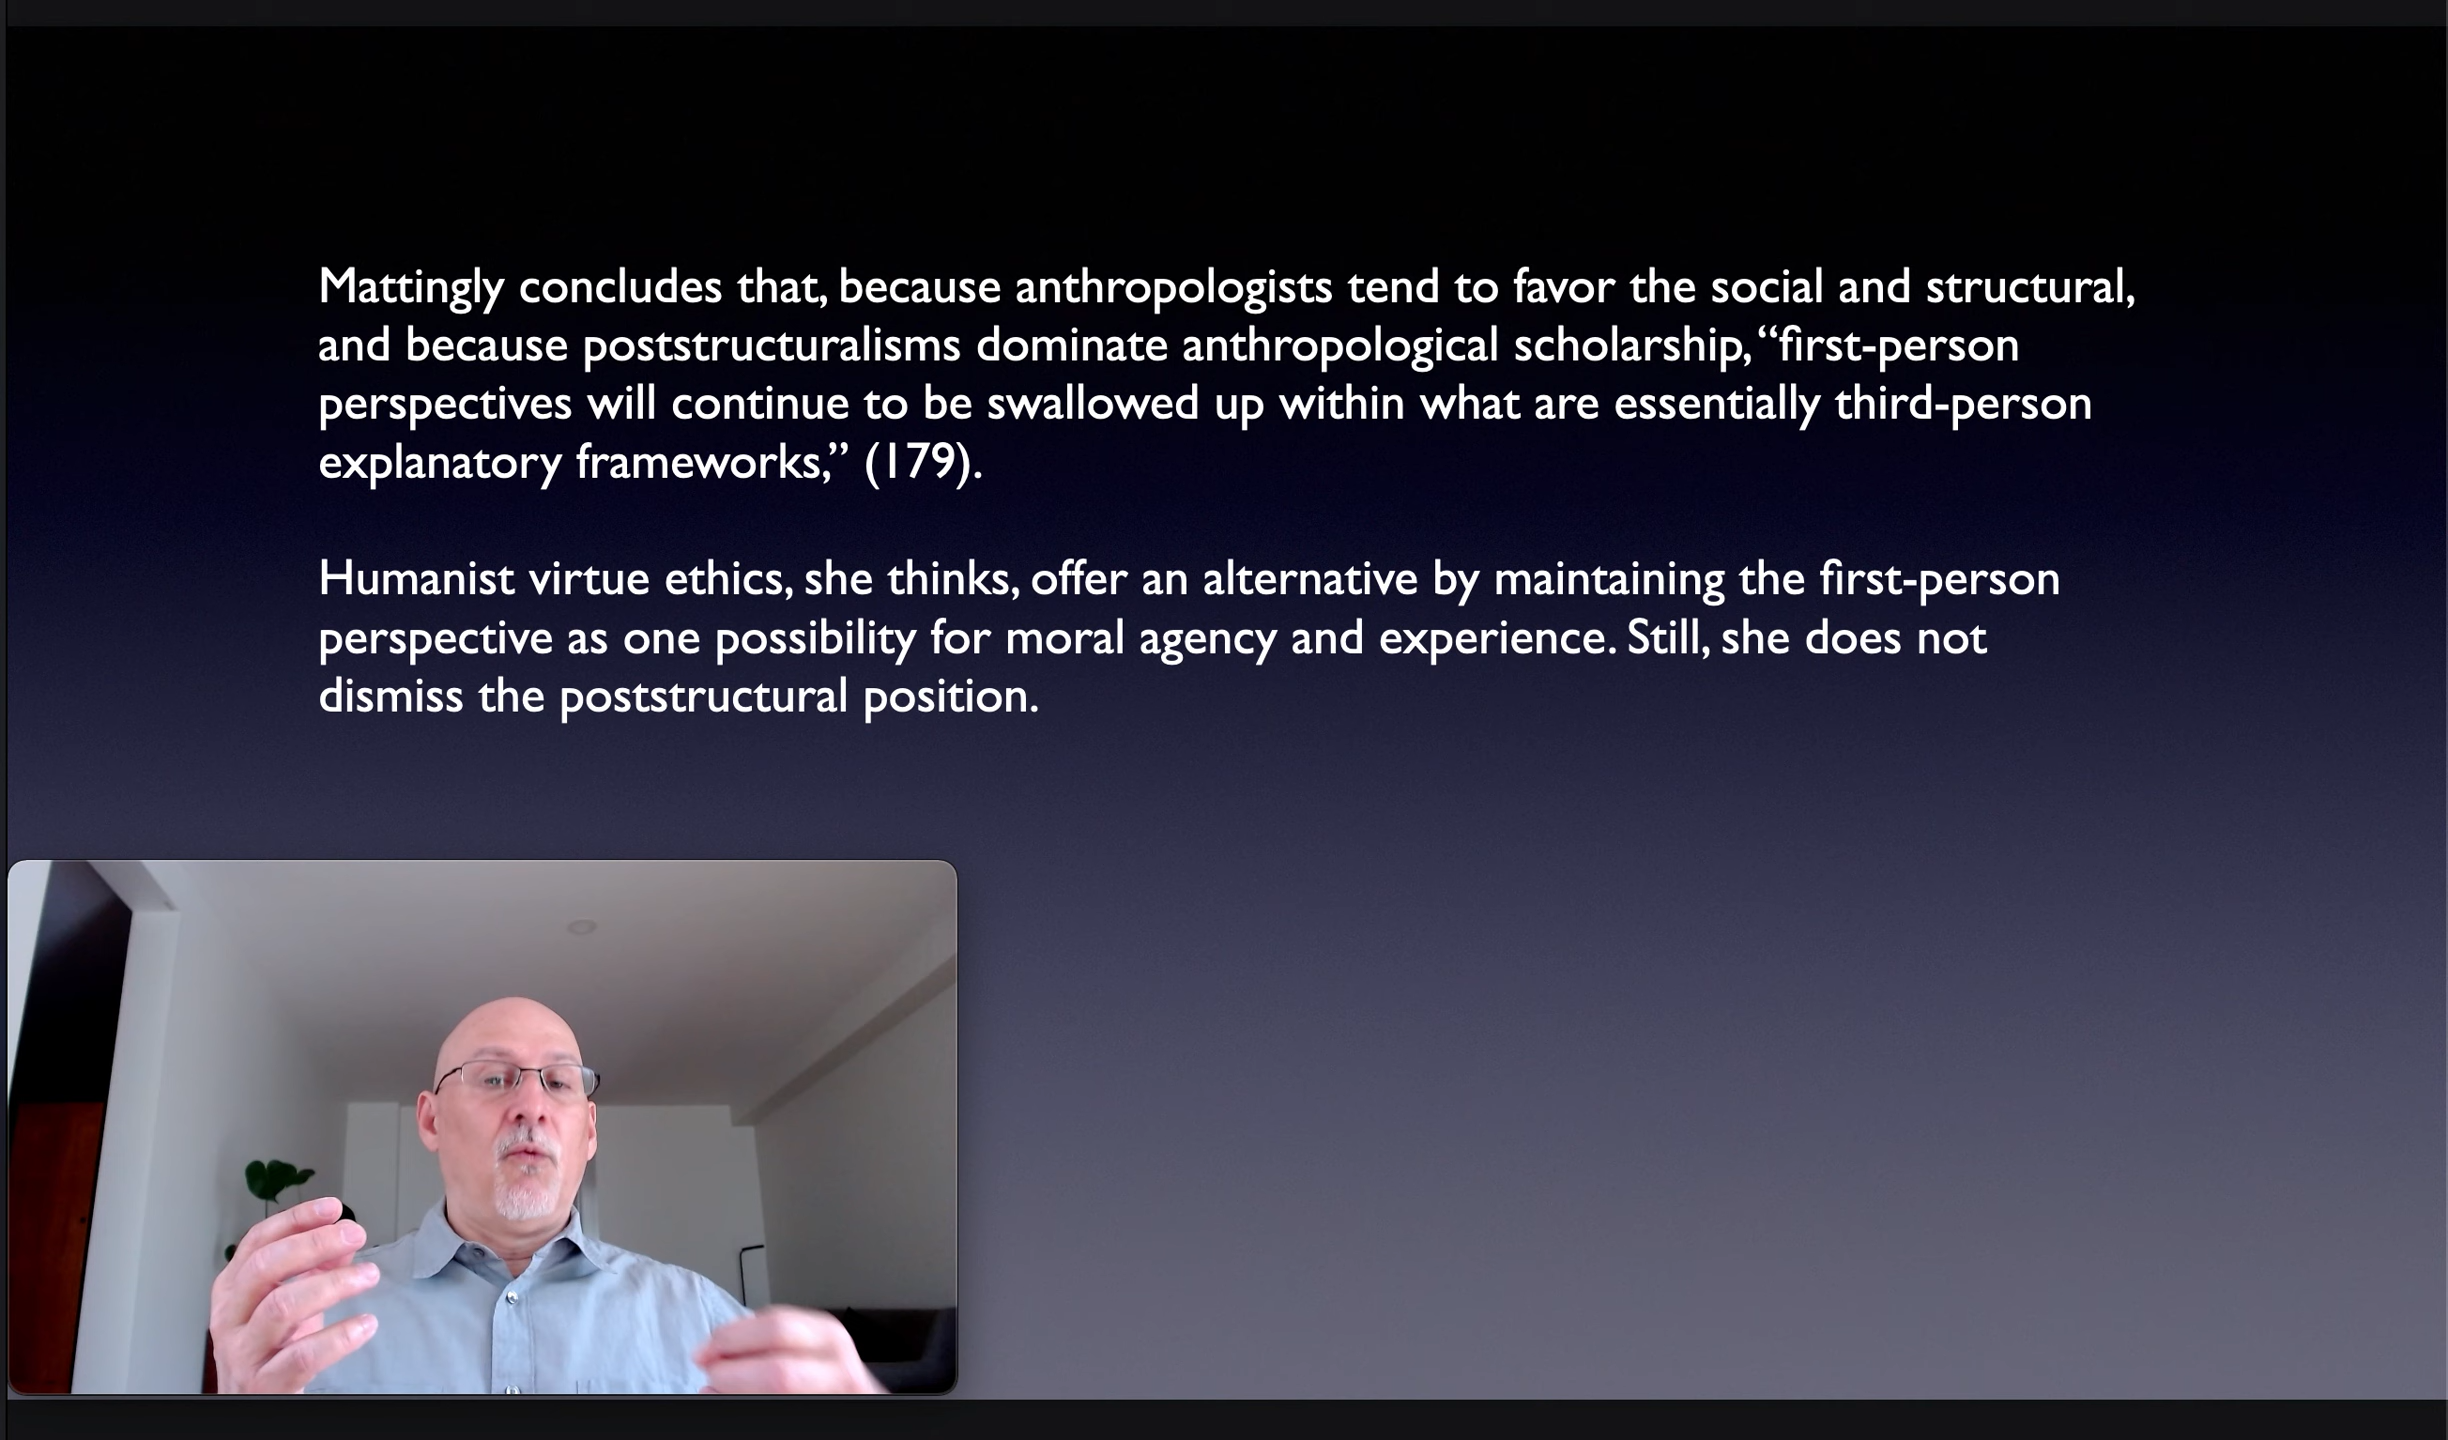 Mattingly concludes that, because anthropologists tend to favor the social and structural,
and because poststructuralisms dominate anthropological scholarship, “first-person
perspectives will continue to be swallowed up within what are essentially third-person
explanatory frameworks,” (179).
Humanist virtue ethics, she thinks, offer an alternative by maintaining the first-person
perspective as one possibility for moral agency and experience. Still, she does not
dismiss the poststructural position.